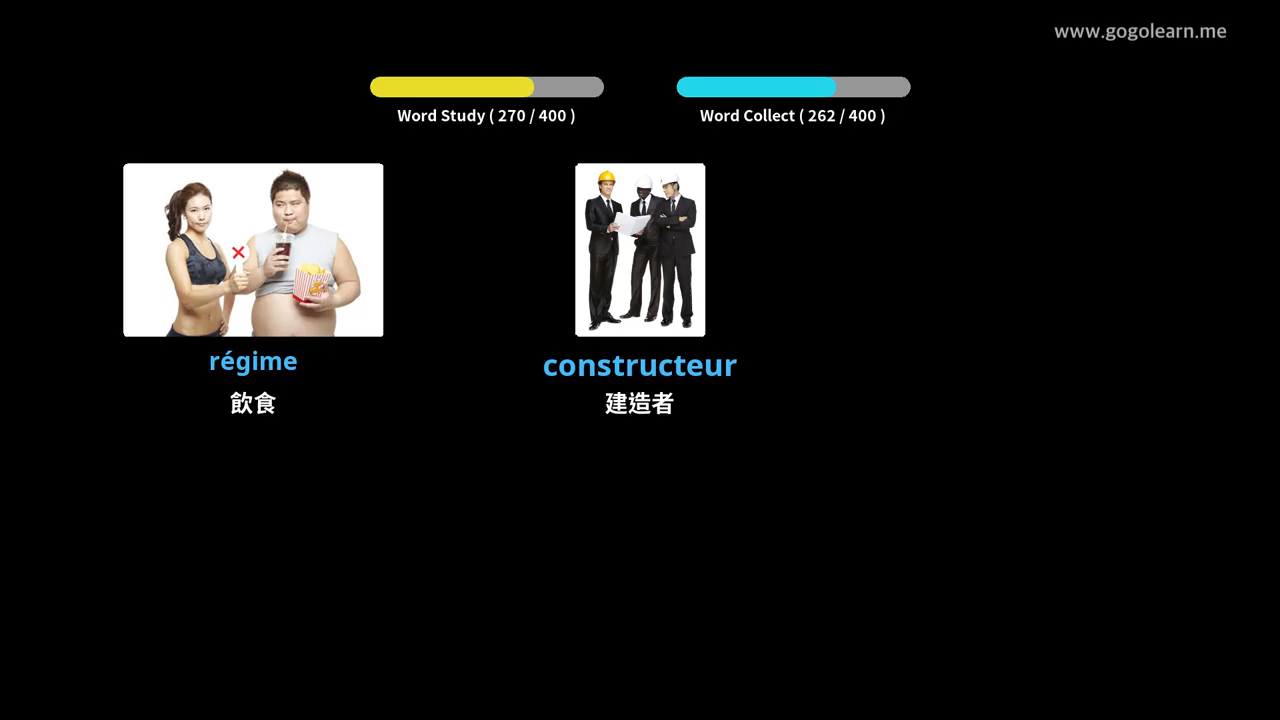 www.gogolearn.me
Word Study ( 270 / 400 )
Word Collect ( 262 / 400 )
régime
constructeur
飲食
建造者